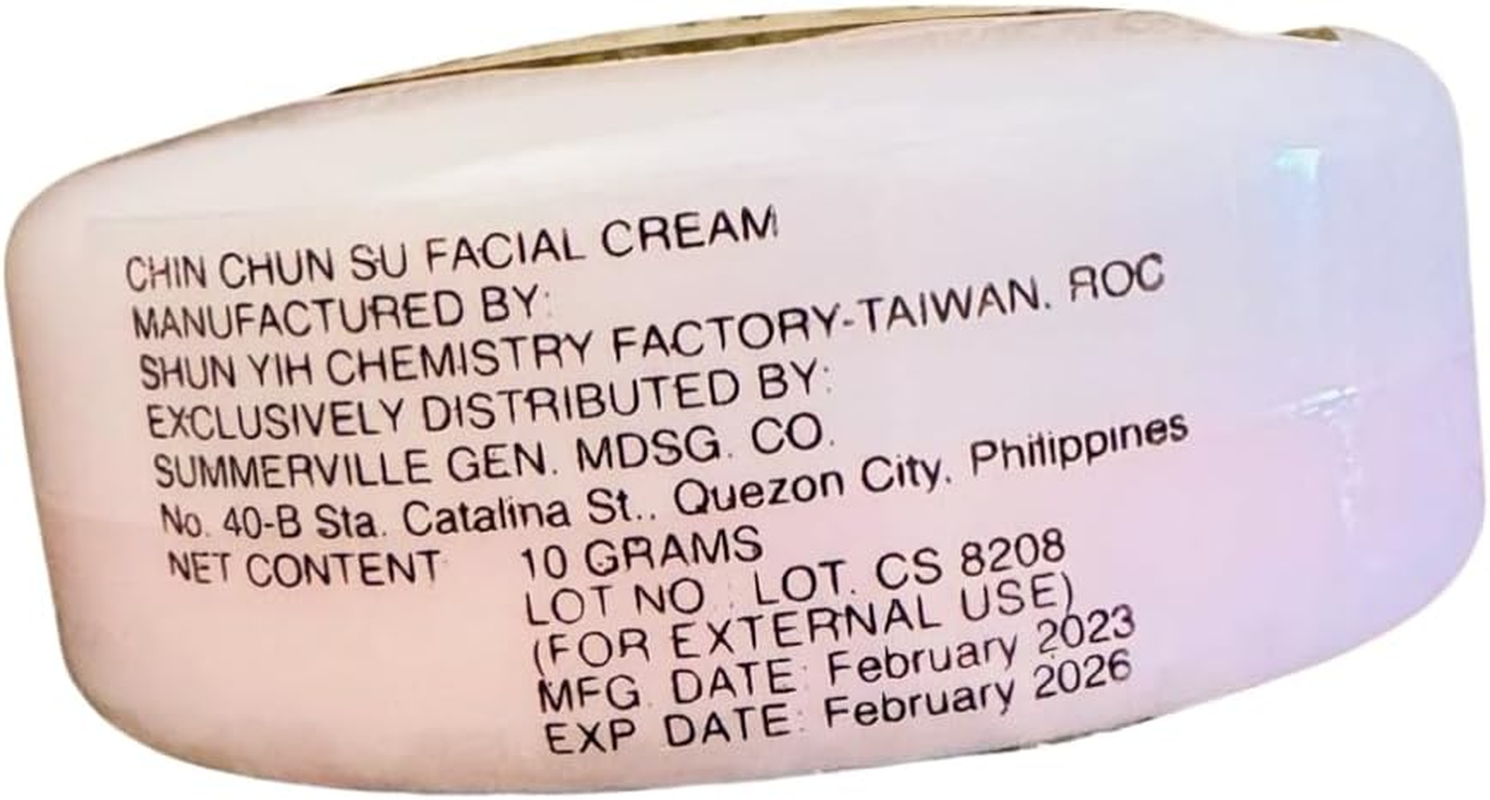 CHIN CHUN SU FACIAL CREAM
MANUFACTURED BY:
SHUN YIH CHEMISTRY FACTORY-TAIWAN. ROC
EXCLUSIVELY DISTRIBUTED BY:
SUMMERVILLE GEN. MDSG. CO.
No. 40-B Sta. Catalina St., Quezon City, Philippines
NET CONTENT 10 GRAMS
LOT NO : LOT. CS 8208
(FOR EXTERNAL USE)
MFG. DATE: February 2023
EXP DATE: February 2026